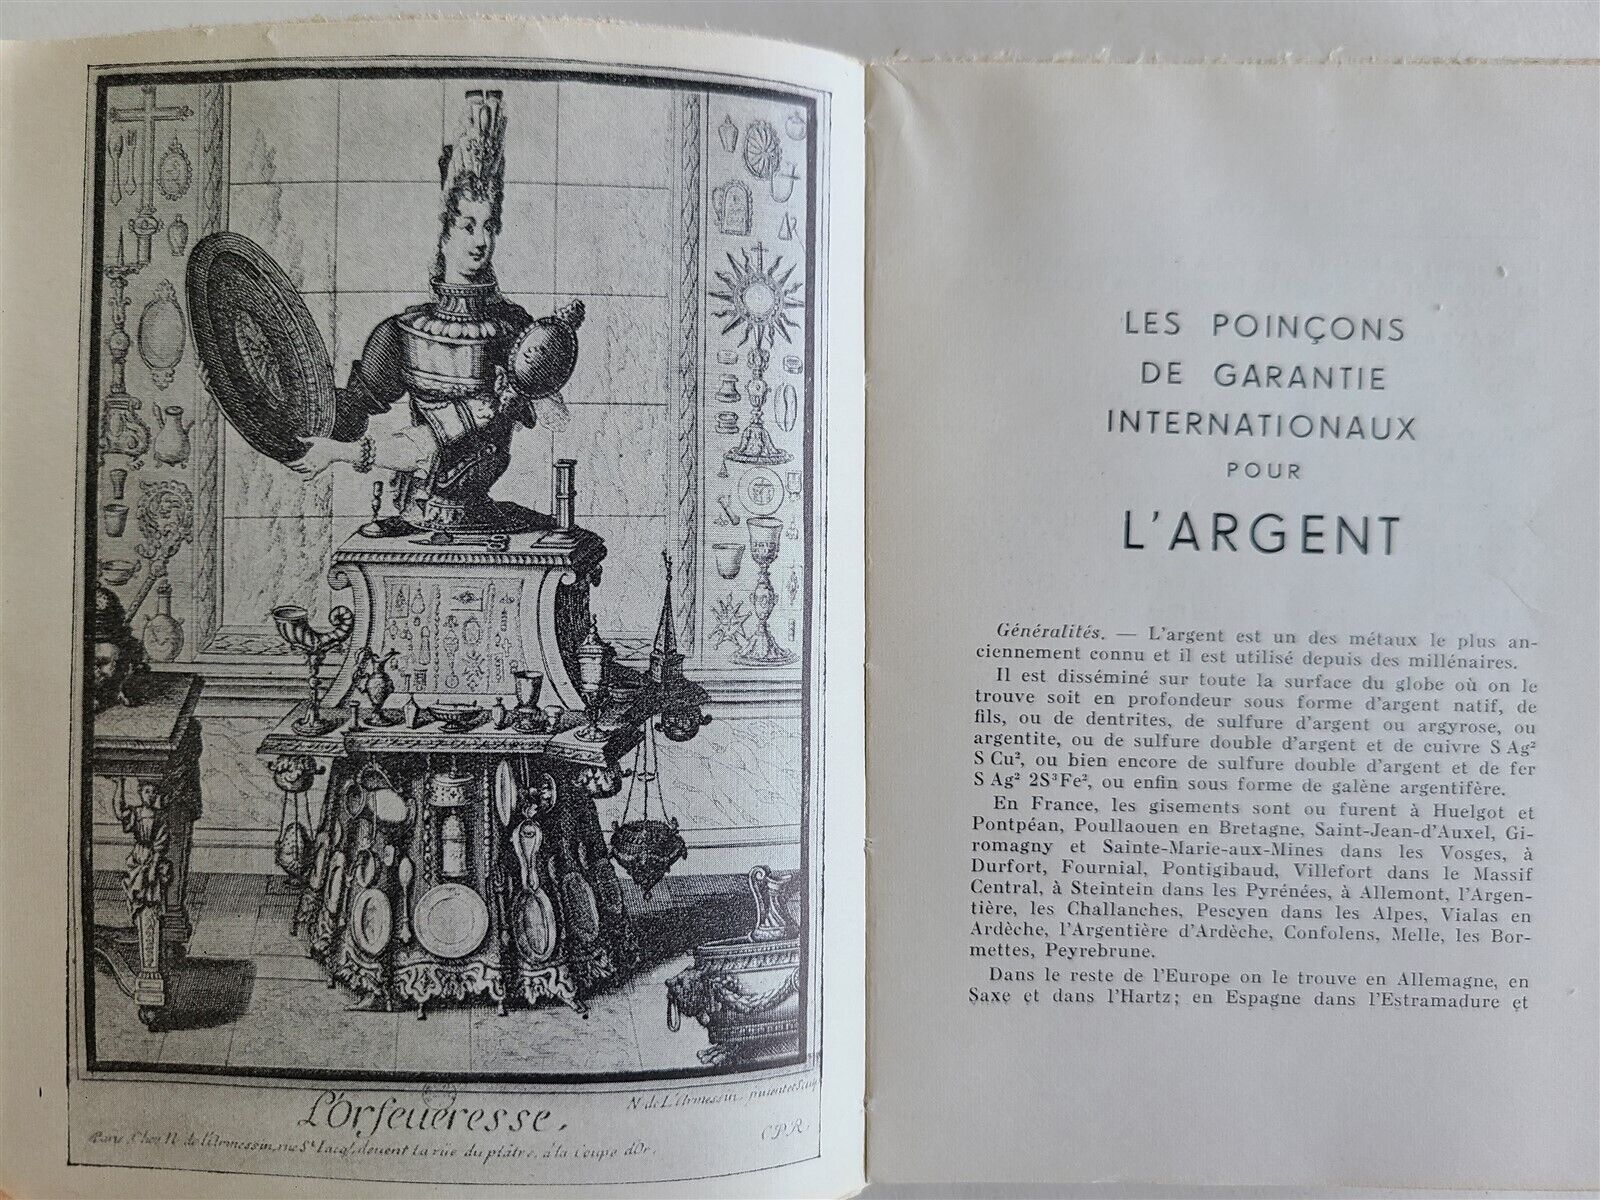 L'Orfeuéresse.
N. de L'Armessin, pinxit et Sculp
Paris, Chez N. de l'Armessin, rüe St. Iacq, deuent la rüe du plâtre, à la Coupe d'Or.
C P R.
LES POINÇONS
DE GARANTIE
INTERNATIONAUX
POUR
L'ARGENT
Généralités. — L'argent est un des métaux le plus an-
ciennement connu et il est utilisé depuis des millénaires.
Il est disséminé sur toute la surface du globe où on le
trouve soit en profondeur sous forme d'argent natif, de
fils, ou de dentrites, de sulfure d'argent ou argyrose, ou
argentite, ou de sulfure double d'argent et de cuivre S Ag²
S Cu², ou bien encore de sulfure double d'argent et de fer
S Ag² 2S³Fe², ou enfin sous forme de galène argentifère.
En France, les gisements sont ou furent à Huelgot et
Pontpéan, Poullaouen en Bretagne, Saint-Jean-d'Auxel, Gi-
romagny et Sainte-Marie-aux-Mines dans les Vosges, à
Durfort, Fournial, Pontigibaud, Villefort dans le Massif
Central, à Steintein dans les Pyrénées, à Allemont, l'Argen-
tière, les Challanches, Pescyen dans les Alpes, Vialas en
Ardèche, l'Argentière d'Ardèche, Confolens, Melle, les Bor-
mettes, Peyrebrune.
Dans le reste de l'Europe on le trouve en Allemagne, en
Saxe et dans l'Hartz; en Espagne dans l'Estramadure et